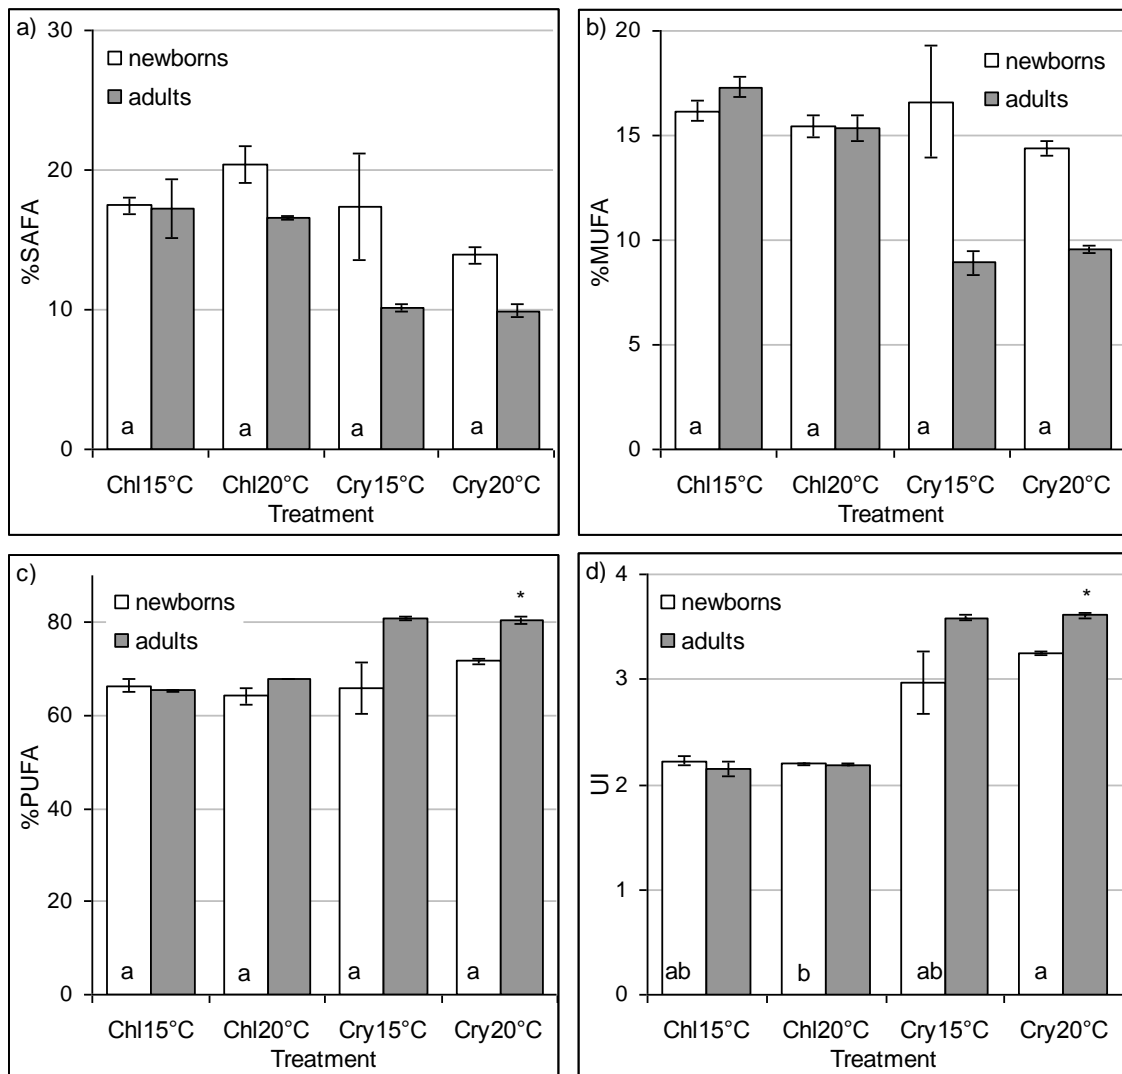 a)
30
20
10
0
%SAFA
newborns
adults
a
a
a
a
Chl15°C Chl20°C Cry15°C Cry20°C
Treatment
b)
20
15
10
5
0
%MUFA
newborns
adults
a
a
a
a
Chl15°C Chl20°C Cry15°C Cry20°C
Treatment
c)
80
60
40
20
0
%PUFA
newborns
adults
*
a
a
a
a
Chl15°C Chl20°C Cry15°C Cry20°C
Treatment
d)
4
3
2
1
0
UI
newborns
adults
*
ab
b
ab
a
Chl15°C Chl20°C Cry15°C Cry20°C
Treatment